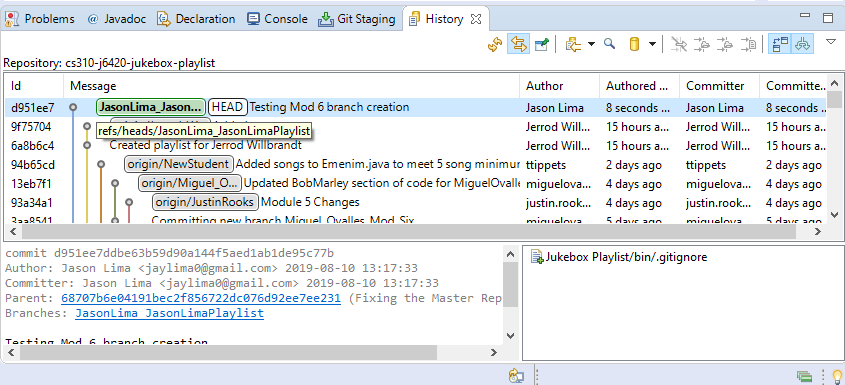 Problems @ Javadoc Declaration Console Git Staging History
Repository: cs310-j6420-jukebox-playlist
Id Message Author Authored ... Committer Committe...
d951ee7 JasonLima_Jason... HEAD Testing Mod 6 branch creation Jason Lima 8 seconds ... Jason Lima 8 seconds ...
9f75704 Jerrod Will... 15 hours a... Jerrod Will... 15 hours a...
refs/heads/JasonLima_JasonLimaPlaylist
6a8b6c4 Created playlist for Jerrod Willbrandt Jerrod Will... 15 hours a... Jerrod Will... 15 hours a...
94b65cd origin/NewStudent Added songs to Emenim.java to meet 5 song minimum ttippets 2 days ago ttippets 2 days ago
13eb7f1 origin/Miguel_O... Updated BobMarley section of code for MiguelOvalle miguelova... 4 days ago miguelova... 4 days ago
93a34a1 origin/JustinRooks Module 5 Changes justin.rook... 4 days ago justin.rook... 4 days ago
3aa8541 Committing new branch Miguel_Ovalles_Mod_Six miguelova... 5 days ago miguelova... 5 days ago
commit d951ee7ddbe63b59d90a144f5aed1ab1de95c77b
Author: Jason Lima <jaylima0@gmail.com> 2019-08-10 13:17:33
Committer: Jason Lima <jaylima0@gmail.com> 2019-08-10 13:17:33
Parent: 68707b6e04191bec2f856722dc076d92ee7ee231 (Fixing the Master Rep
Branches: JasonLima_JasonLimaPlaylist
Testing Mod 6 branch creation
Jukebox Playlist/bin/.gitignore